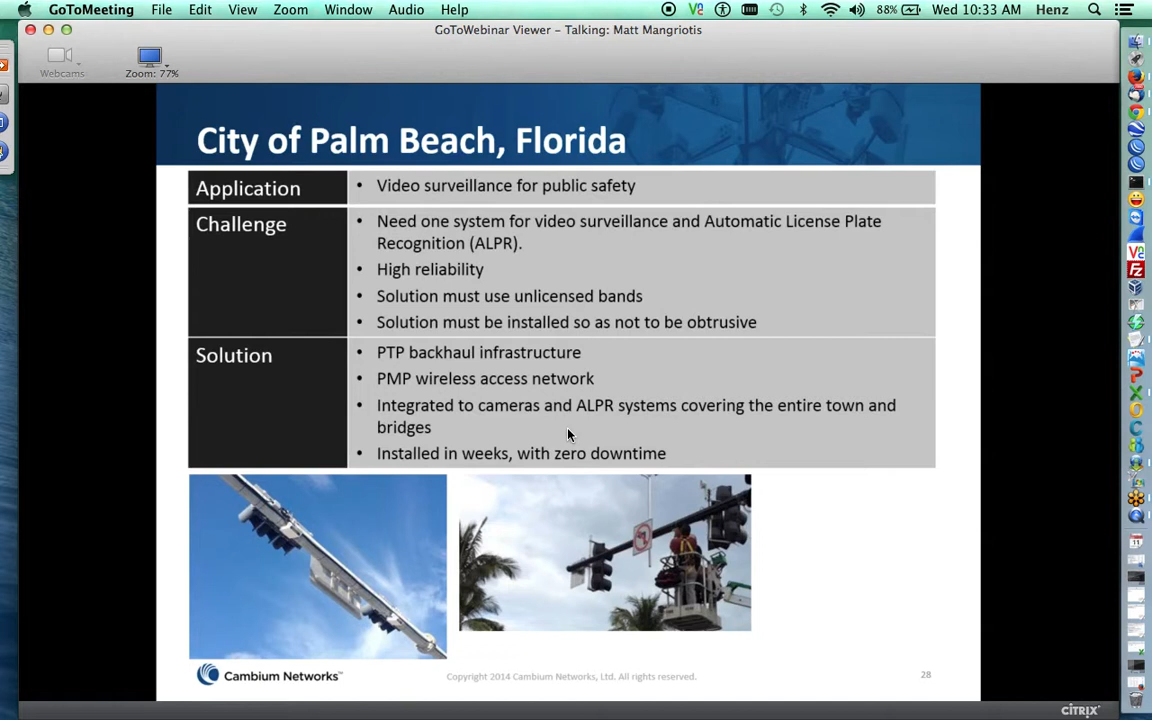 GoToMeeting File Edit View Zoom Window Audio Help 88% Wed 10:33 AM Henz
GoToWebinar Viewer – Talking: Matt Mangriotis
Webcams
Zoom: 77%
City of Palm Beach, Florida
Application
• Video surveillance for public safety
Challenge
• Need one system for video surveillance and Automatic License Plate
Recognition (ALPR).
• High reliability
• Solution must use unlicensed bands
• Solution must be installed so as not to be obtrusive
Solution
• PTP backhaul infrastructure
• PMP wireless access network
• Integrated to cameras and ALPR systems covering the entire town and
bridges
• Installed in weeks, with zero downtime
Cambium Networks™
Copyright 2014 Cambium Networks, Ltd. All rights reserved.
28
CİTRIX